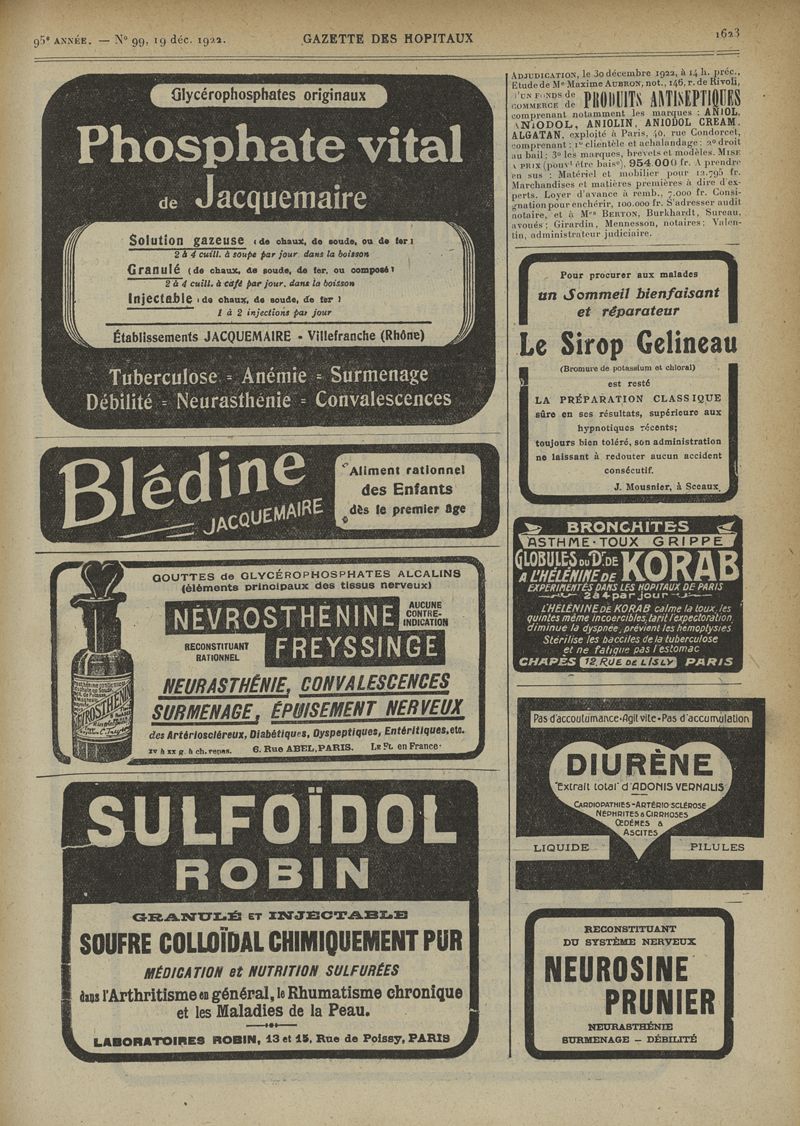 95e ANNÉE. — No 99, 19 déc. 1922.
GAZETTE DES HOPITAUX
1623
Glycérophosphates originaux
Phosphate vital
de Jacquemaire
Solution gazeuse (de chaux, de soude, ou de fer)
2 à 4 cuill. à soupe par jour dans la boisson
Granulé (de chaux, de soude, de fer, ou composé)
2 à 4 cuill. à café par jour, dans la boisson
Injectable (de chaux, de soude, de fer)
1 à 2 injections par jour
Établissements JACQUEMAIRE - Villefranche (Rhône)
Tuberculose = Anémie = Surmenage
Débilité = Neurasthénie = Convalescences
Blédine
JACQUEMAIRE
Aliment rationnel
des Enfants
dès le premier âge
GOUTTES de GLYCÉROPHOSPHATES ALCALINS
(éléments principaux des tissus nerveux)
NÉVROSTHÉNINE
AUCUNE
CONTRE-
INDICATION
RECONSTITUANT
RATIONNEL
FREYSSINGE
NEURASTHÉNIE, CONVALESCENCES
SURMENAGE, ÉPUISEMENT NERVEUX
des Artérioscléreux, Diabétiques, Dyspeptiques, Entéritiques, etc.
XV à XX g. à ch. repas. 6. Rue ABEL, PARIS. Le Ft. en France.
SULFOÏDOL
ROBIN
GRANULÉ ET INJECTABLE
SOUFRE COLLOÏDAL CHIMIQUEMENT PUR
MÉDICATION et NUTRITION SULFURÉES
dans l'Arthritisme en général, le Rhumatisme chronique
et les Maladies de la Peau.
LABORATOIRES ROBIN, 13 et 15, Rue de Poissy, PARIS
ADJUDICATION, le 30 décembre 1922, à 14 h. préc.,
Etude de Me Maxime AUBRON, not., 146, r. de Rivoli,
D'UN FONDS de
COMMERCE de PRODUITS ANTISEPTIQUES
comprenant notamment les marques : ANIOL,
ANIODOL, ANIOLIN, ANIODOL CREAM,
ALGATAN, exploité à Paris, 40, rue Condorcet,
comprenant : 1o clientèle et achalandage ; 2o droit
au bail ; 3o les marques, brevets et modèles. MISE
A PRIX (pouvt être baise), 954.000 fr. A prendre
en sus : Matériel et mobilier pour 12.795 fr.
Marchandises et matières premières à dire d'ex-
perts. Loyer d'avance à remb., 7.000 fr. Consi-
gnation pour enchérir, 100.000 fr. S'adresser audit
notaire, et à Mes BERTON, Burkhardt, Sureau,
avoués ; Girardin, Mennesson, notaires ; Valen-
tin, administrateur judiciaire.
Pour procurer aux malades
un Sommeil bienfaisant
et réparateur
Le Sirop Gelineau
(Bromure de potassium et chloral)
est resté
LA PRÉPARATION CLASSIQUE
sûre en ses résultats, supérieure aux
hypnotiques récents;
toujours bien toléré, son administration
ne laissant à redouter aucun accident
consécutif.
J. Mousnier, à Sceaux.
BRONCHITES
ASTHME · TOUX GRIPPE
GLOBULES DU Dr. DE KORAB
A L'HÉLÉNINE DE
EXPERIMENTÉS DANS LES HOPITAUX DE PARIS
2 à 4 par jour
L'HÉLÉNINE DE KORAB calme la toux, les
quintes même incoercibles, tarit l'expectoration,
diminue la dyspnée, prévient les hémoptysies
Stérilise les bacciles de la tuberculose
et ne fatigue pas l'estomac
CHAPES 12, RUE DE L'ISLY PARIS
Pas d'accoutumance • Agit vite • Pas d'accumulation
DIURÈNE
"Extrait total" d'ADONIS VERNALIS
CARDIOPATHIES - ARTÉRIO-SCLÉROSE
NÉPHRITES & CIRRHOSES
ŒDÈMES &
ASCITES
LIQUIDE
PILULES
RECONSTITUANT
DU SYSTÈME NERVEUX
NEUROSINE
PRUNIER
NEURASTHÉNIE
SURMENAGE — DÉBILITÉ